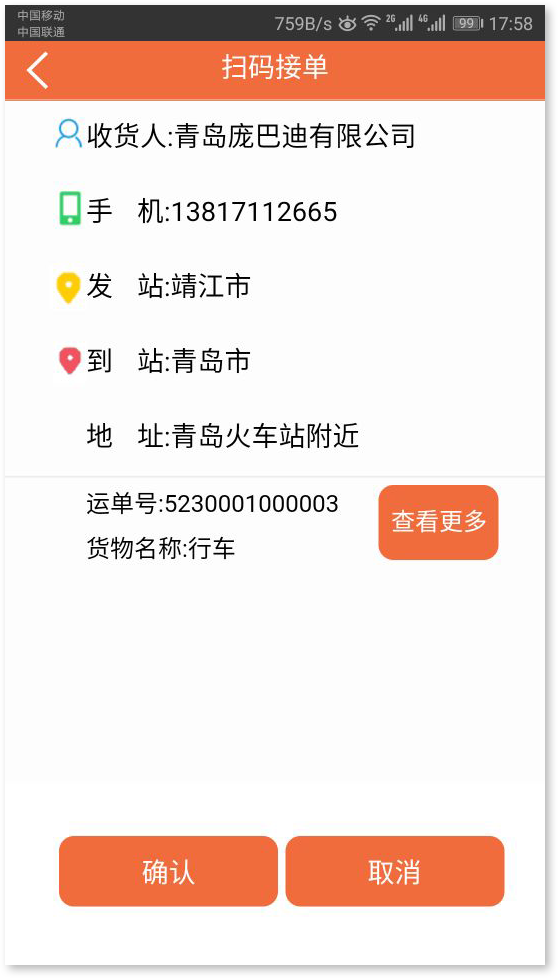 中国移动
中国联通
759B/s 2G 4G 99 17:58
扫码接单
收货人:青岛庞巴迪有限公司
手 机:13817112665
发 站:靖江市
到 站:青岛市
地 址:青岛火车站附近
运单号:5230001000003
查看更多
货物名称:行车
确认 取消